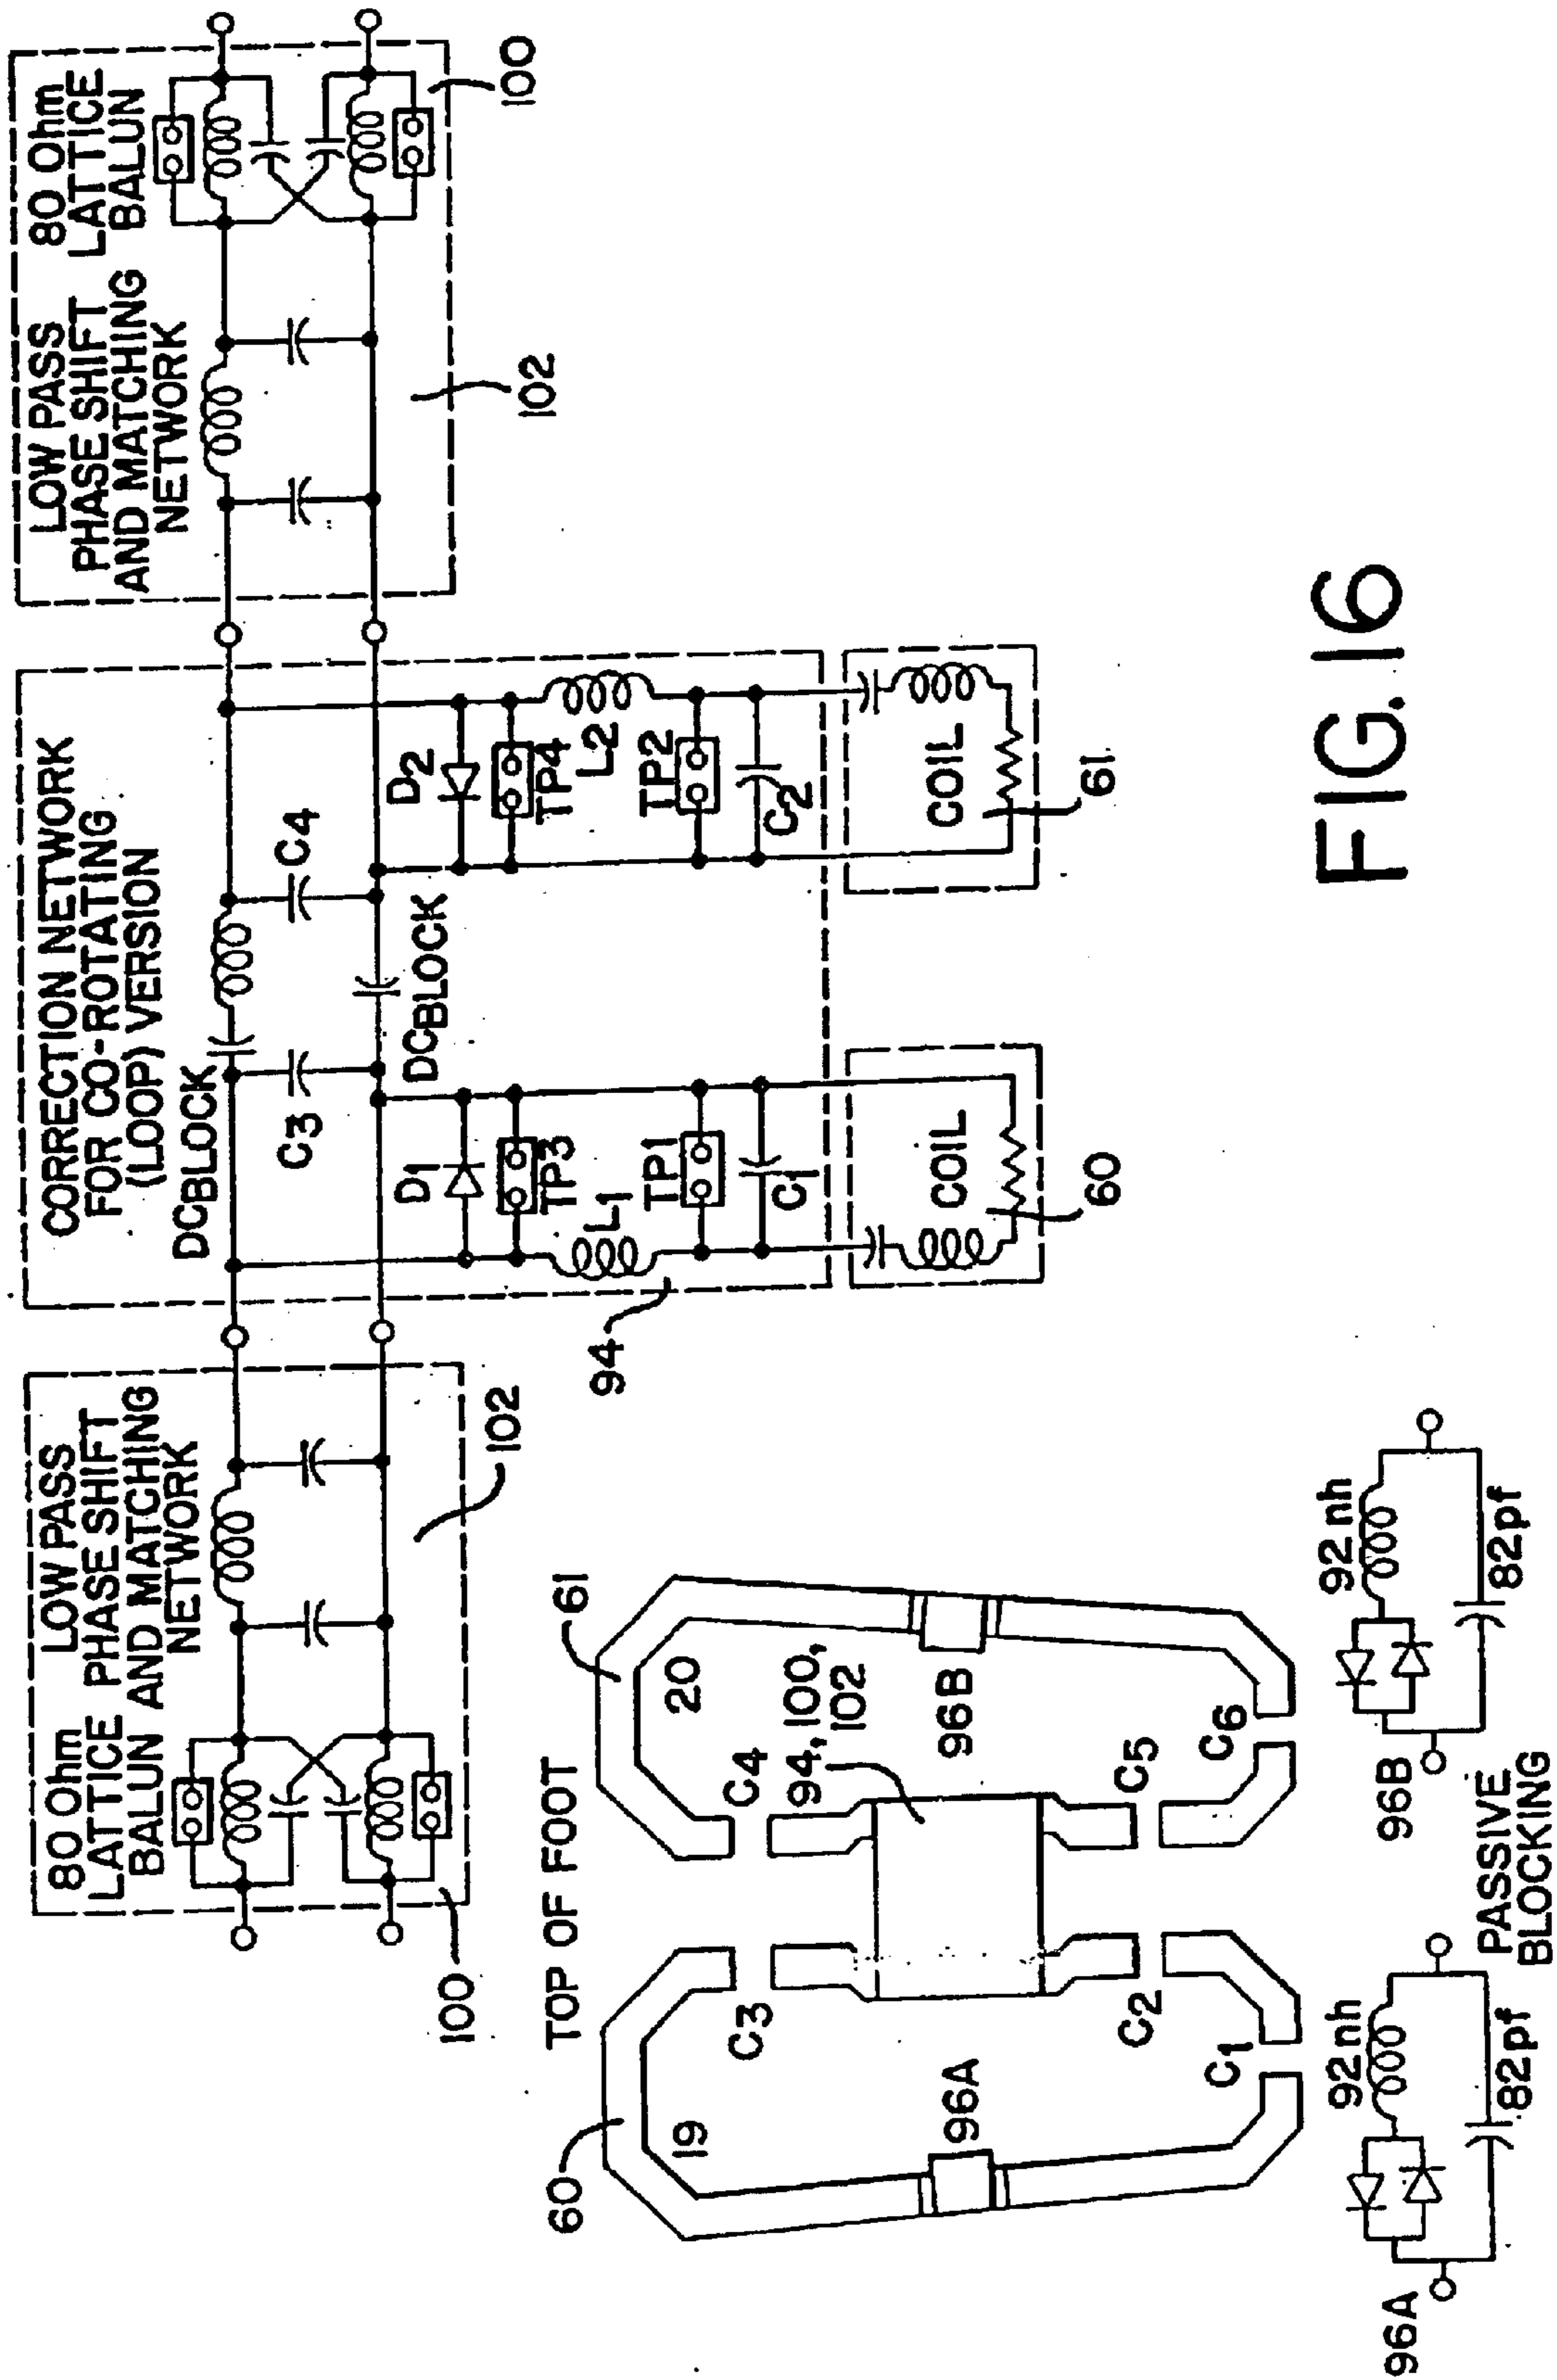 80 Ohm
LATTICE
BALUN
LOW PASS
PHASE SHIFT
AND MATCHING
NETWORK
100
102
CORRECTION NETWORK
FOR CO-ROTATING
(LOOP) VERSION
DCBLOCK
C3
C4
DCBLOCK
D1
TP3
L1
TP1
C1
D2
TP4
L2
TP2
C2
94
COIL
60
COIL
61
LOW PASS
PHASE SHIFT
AND MATCHING
NETWORK
80 Ohm
LATTICE
BALUN
102
100
TOP OF FOOT
60
61
19
20
C3
C4
94, 100,
102
96A
96B
C2
C5
C1
C6
96A
92nh
82pf
PASSIVE
BLOCKING
96B
92nh
82pf
FIG. 16